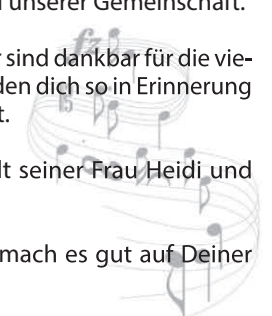 unserer Gemeinschaft.
sind dankbar für die vie-
den dich so in Erinnerung
t.
lt seiner Frau Heidi und
mach es gut auf Deiner